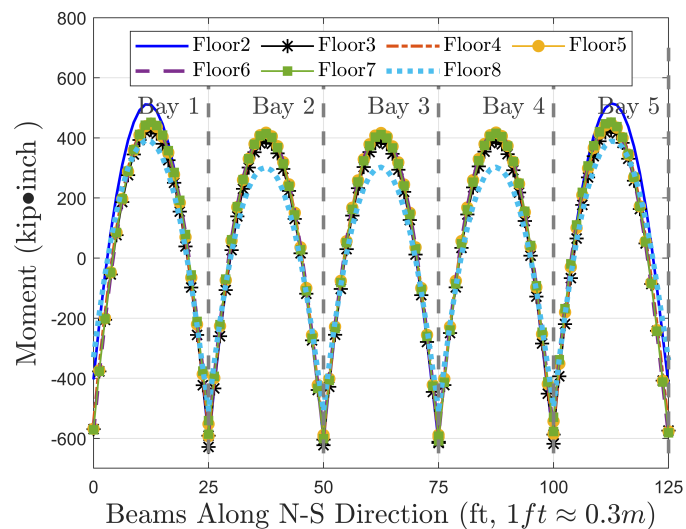 800
Floor2 Floor3 Floor4 Floor5
600
Floor6 Floor7 Floor8
Bay 1 Bay 2 Bay 3 Bay 4 Bay 5
400
200
0
-200
-400
-600
Moment (kip●inch )
0 25 50 75 100 125
Beams Along N-S Direction (ft, 1ft ≈ 0.3m)